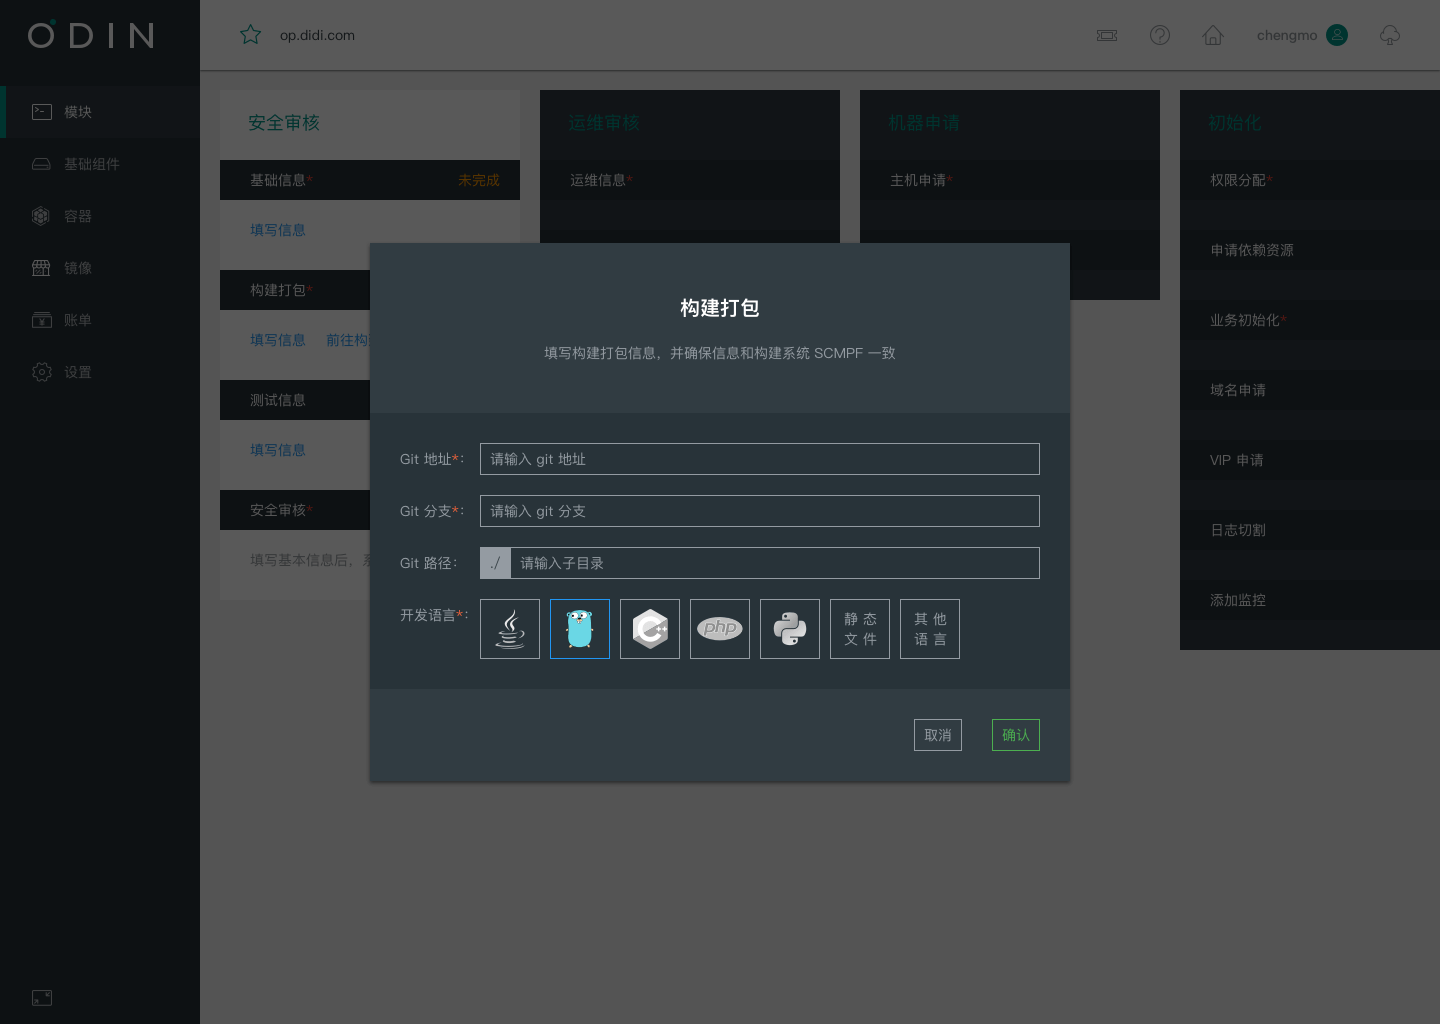 ODIN
op.didi.com
chengmo
模块
基础组件
容器
镜像
账单
设置
安全审核
基础信息* 未完成
填写信息
构建打包*
填写信息 前往构
测试信息
填写信息
安全审核*
填写基本信息后，系
运维审核
运维信息*
机器申请
主机申请*
初始化
权限分配*
申请依赖资源
业务初始化*
域名申请
VIP 申请
日志切割
添加监控
构建打包
填写构建打包信息，并确保信息和构建系统 SCMPF 一致
Git 地址*： 请输入 git 地址
Git 分支*： 请输入 git 分支
Git 路径： ./ 请输入子目录
开发语言*：
C++
php
静 态
文 件
其 他
语 言
取消 确认